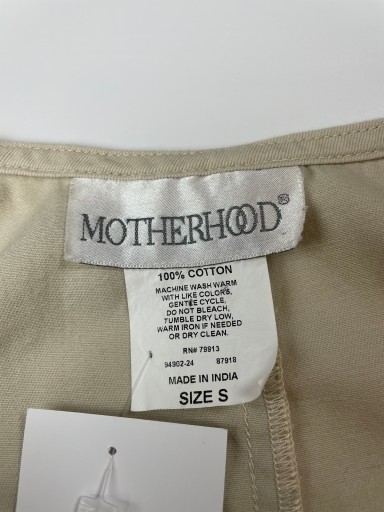 MOTHERHOOD®
100% COTTON
MACHINE WASH WARM
WITH LIKE COLORS,
GENTLE CYCLE,
DO NOT BLEACH,
TUMBLE DRY LOW,
WARM IRON IF NEEDED
OR DRY CLEAN.
RN# 79913
94902-24 87918
MADE IN INDIA
SIZE S